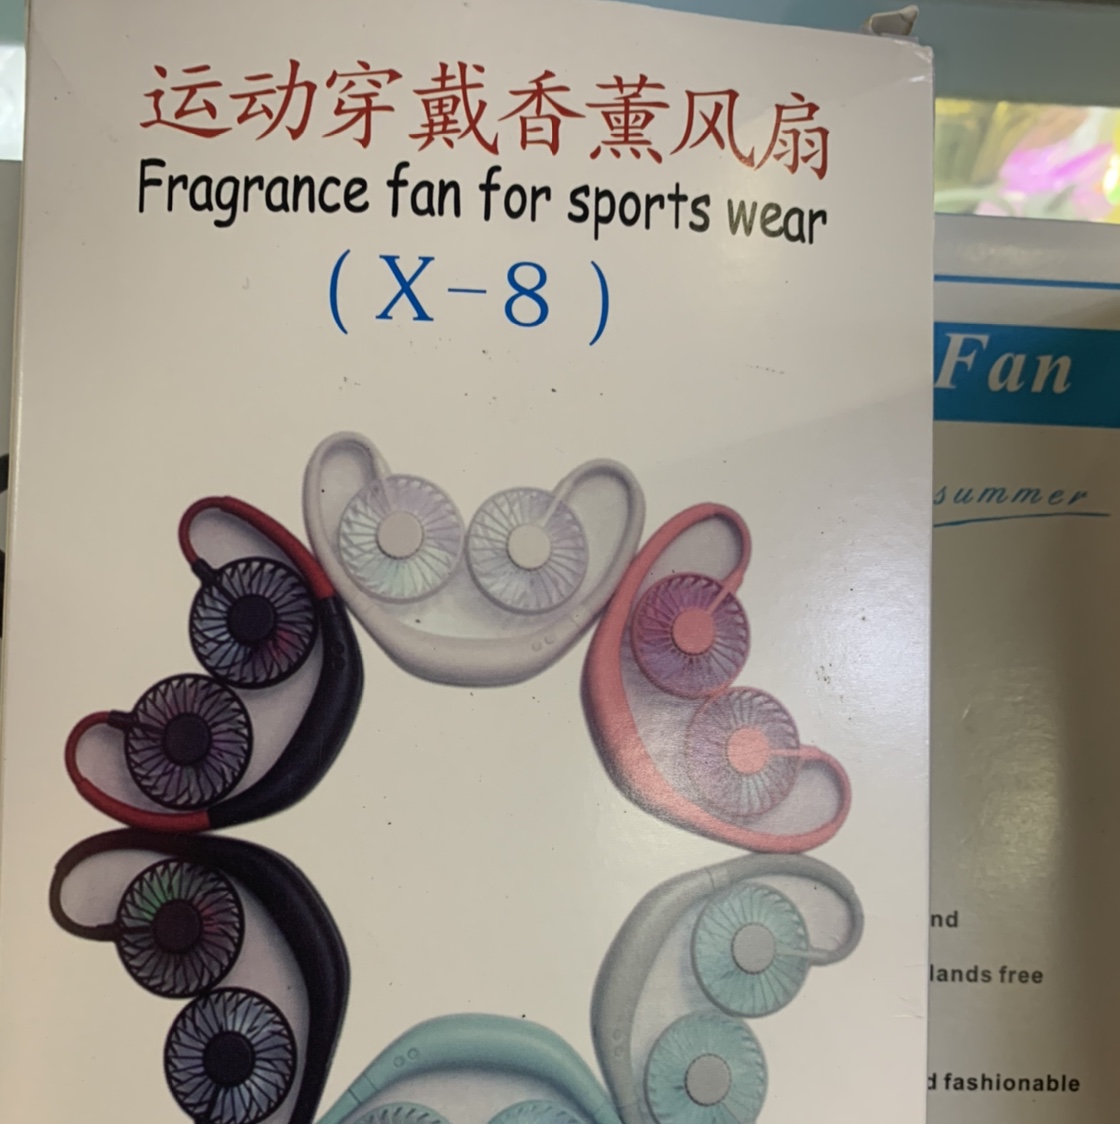 运动穿戴香薰风扇
Fragrance fan for sports wear
(X-8)
Fan
summer
nd
lands free
d fashionable